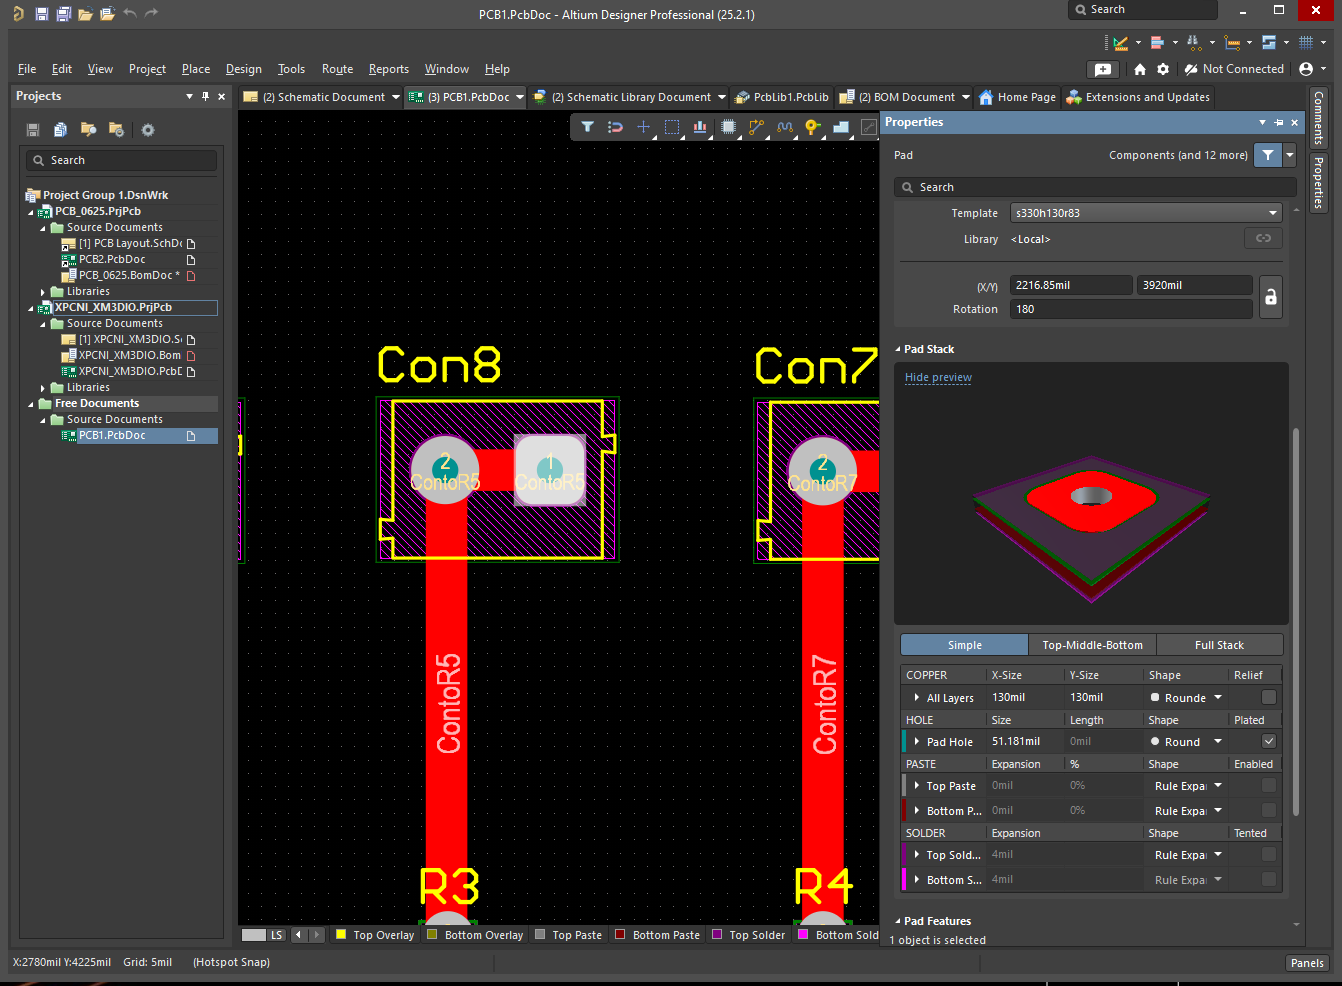 PCB1.PcbDoc - Altium Designer Professional (25.2.1)
Search
File Edit View Project Place Design Tools Route Reports Window Help
Not Connected
Projects
(2) Schematic Document
(3) PCB1.PcbDoc
(2) Schematic Library Document
PcbLib1.PcbLib
(2) BOM Document
Home Page
Extensions and Updates
Comments
Properties
Search
Project Group 1.DsnWrk
PCB_0625.PrjPcb
Source Documents
[1] PCB Layout.SchDo
PCB2.PcbDoc
PCB_0625.BomDoc *
Libraries
XPCNI_XM3DIO.PrjPcb
Source Documents
[1] XPCNI_XM3DIO.S
XPCNI_XM3DIO.Bom
XPCNI_XM3DIO.PcbD
Libraries
Free Documents
Source Documents
PCB1.PcbDoc
Con8
Con7
2
1
2
ContoR5
ContoR5
ContoR7
ContoR5
ContoR7
R3
R4
Properties
Pad
Components (and 12 more)
Search
Template s330h130r83
Library <Local>
(X/Y) 2216.85mil 3920mil
Rotation 180
Pad Stack
Hide preview
Simple Top-Middle-Bottom Full Stack
COPPER X-Size Y-Size Shape Relief
All Layers 130mil 130mil Rounde
HOLE Size Length Shape Plated
Pad Hole 51.181mil 0mil Round
PASTE Expansion % Shape Enabled
Top Paste 0mil 0% Rule Expa
Bottom P... 0mil 0% Rule Expa
SOLDER Expansion Shape Tented
Top Sold... 4mil Rule Expa
Bottom S... 4mil Rule Expa
Pad Features
1 object is selected
LS Top Overlay Bottom Overlay Top Paste Bottom Paste Top Solder Bottom Sold
X:2780mil Y:4225mil Grid: 5mil (Hotspot Snap)
Panels